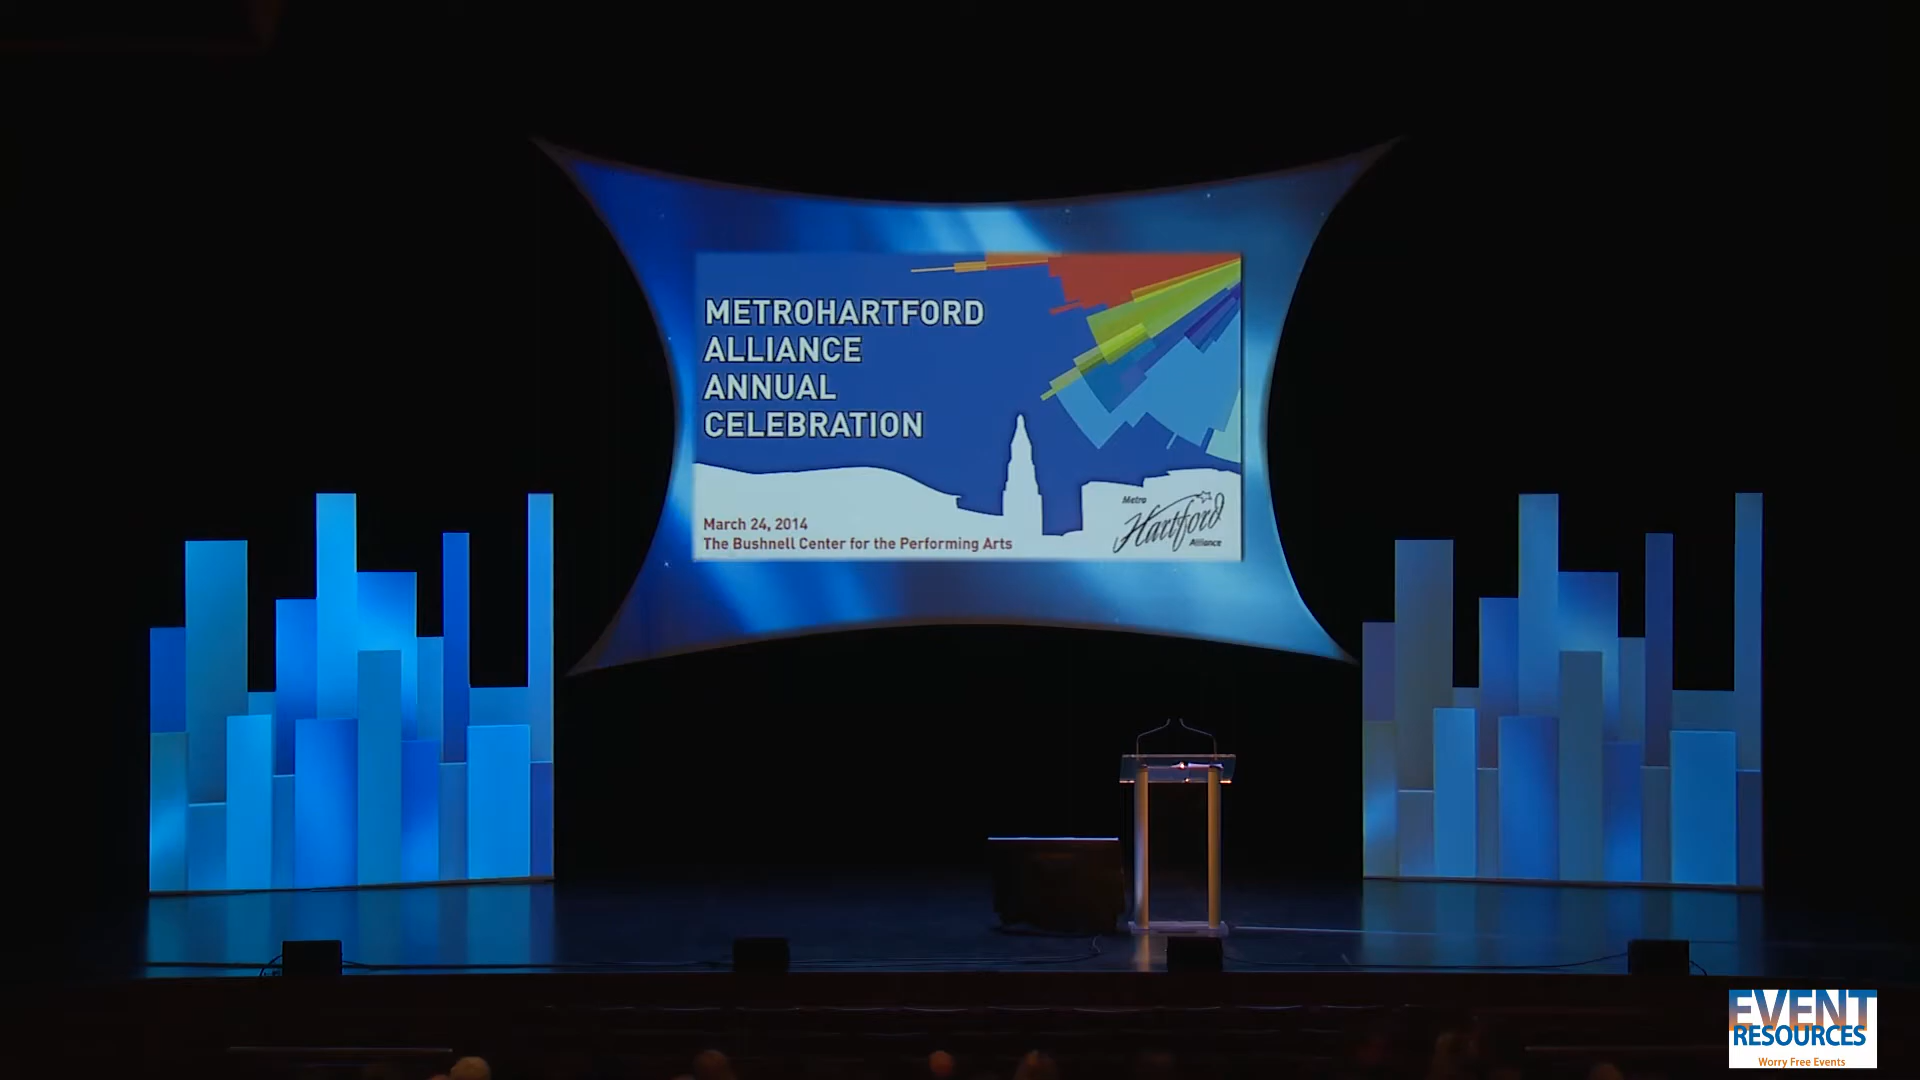 METROHARTFORD
ALLIANCE
ANNUAL
CELEBRATION
March 24, 2014
The Bushnell Center for the Performing Arts
Metro
Hartford
Alliance
EVENT
RESOURCES
Worry Free Events